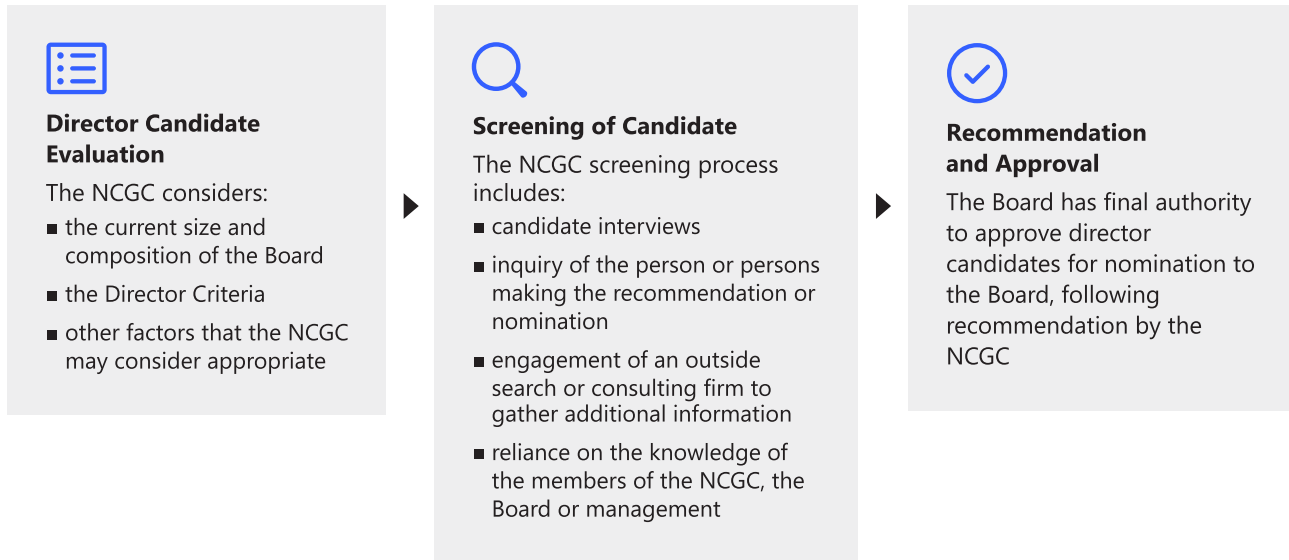 Director Candidate
Evaluation
The NCGC considers:
▪ the current size and
composition of the Board
▪ the Director Criteria
▪ other factors that the NCGC
may consider appropriate
Screening of Candidate
The NCGC screening process
includes:
▪ candidate interviews
▪ inquiry of the person or persons
making the recommendation or
nomination
▪ engagement of an outside
search or consulting firm to
gather additional information
▪ reliance on the knowledge of
the members of the NCGC, the
Board or management
Recommendation
and Approval
The Board has final authority
to approve director
candidates for nomination to
the Board, following
recommendation by the
NCGC